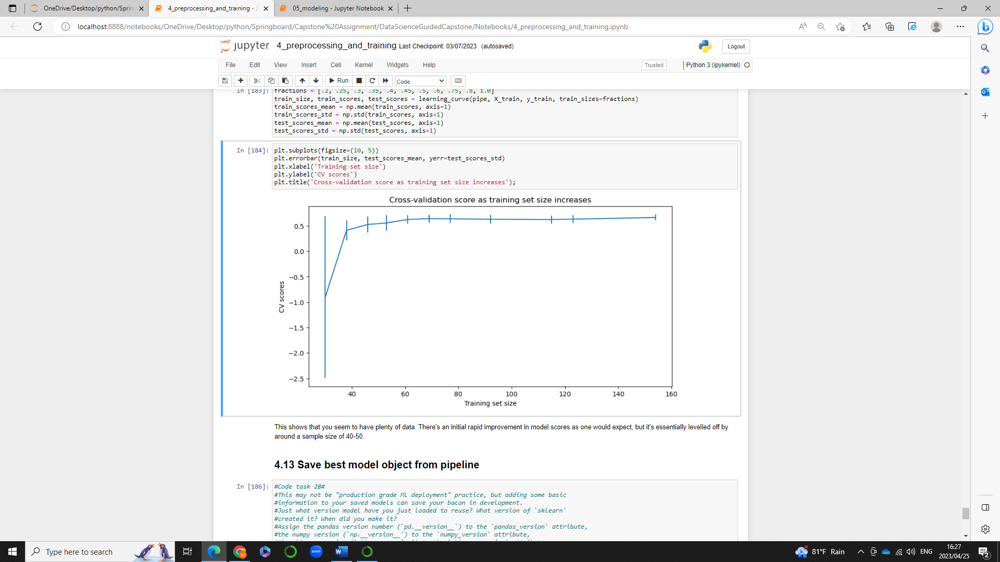 OneDrive/Desktop/python/Sprin
4_preprocessing_and_training - J
05_modeling - Jupyter Notebook
localhost:8888/notebooks/OneDrive/Desktop/python/Springboard/Capstone%20Assignment/DataScienceGuidedCapstone/Notebooks/4_preprocessing_and_training.ipynb
jupyter 4_preprocessing_and_training Last Checkpoint: 03/07/2023 (autosaved)
Logout
File Edit View Insert Cell Kernel Widgets Help
Trusted
Python 3 (ipykernel)
Run
Code
In [183]: fractions = [.2, .25, .3, .35, .4, .45, .5, .6, .75, .8, 1.0]
train_size, train_scores, test_scores = learning_curve(pipe, X_train, y_train, train_sizes=fractions)
train_scores_mean = np.mean(train_scores, axis=1)
train_scores_std = np.std(train_scores, axis=1)
test_scores_mean = np.mean(test_scores, axis=1)
test_scores_std = np.std(test_scores, axis=1)
In [184]: plt.subplots(figsize=(10, 5))
plt.errorbar(train_size, test_scores_mean, yerr=test_scores_std)
plt.xlabel('Training set size')
plt.ylabel('CV scores')
plt.title('Cross-validation score as training set size increases');
Cross-validation score as training set size increases
0.5
0.0
−0.5
−1.0
−1.5
−2.0
−2.5
CV scores
40 60 80 100 120 140 160
Training set size
This shows that you seem to have plenty of data. There's an initial rapid improvement in model scores as one would expect, but it's essentially levelled off by
around a sample size of 40-50.
4.13 Save best model object from pipeline
In [186]: #Code task 28#
#This may not be "production grade ML deployment" practice, but adding some basic
#information to your saved models can save your bacon in development.
#Just what version model have you just loaded to reuse? What version of `sklearn`
#created it? When did you make it?
#Assign the pandas version number (`pd.__version__`) to the `pandas_version` attribute,
#the numpy version (`np.__version__`) to the `numpy_version` attribute,
Type here to search
zoom
81°F Rain
ENG
16:27
2023/04/25
2